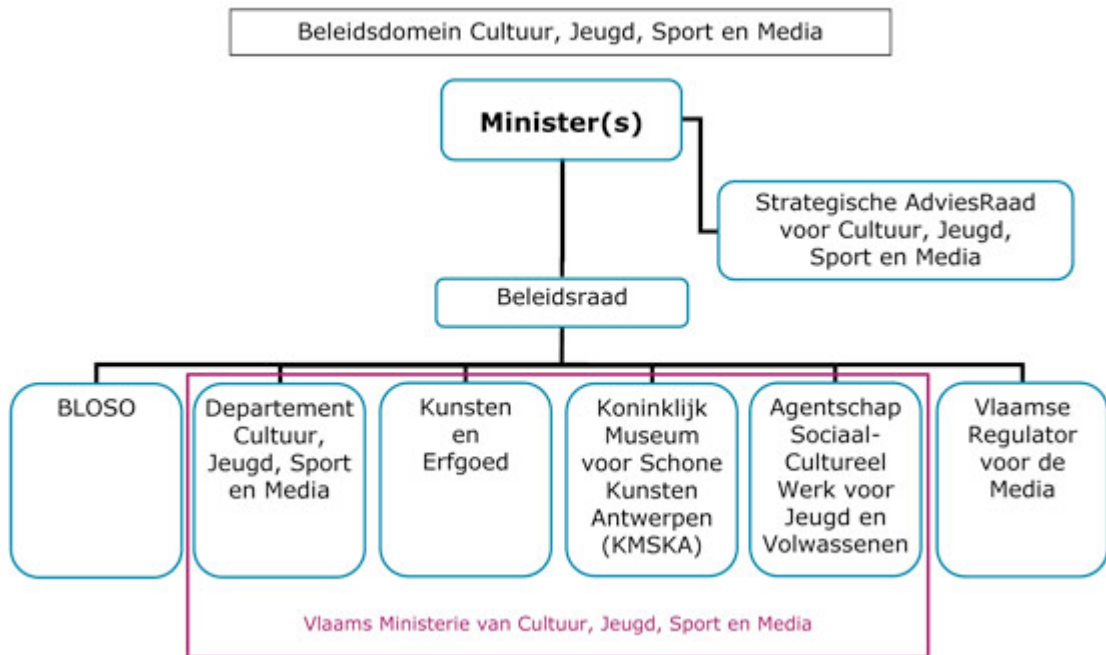 Beleidsdomein Cultuur, Jeugd, Sport en Media
Minister(s)
Strategische AdviesRaad
voor Cultuur, Jeugd,
Sport en Media
Beleidsraad
BLOSO
Departement
Cultuur,
Jeugd, Sport
en Media
Kunsten
en
Erfgoed
Koninklijk
Museum
voor Schone
Kunsten
Antwerpen
(KMSKA)
Agentschap
Sociaal-
Cultureel
Werk voor
Jeugd en
Volwassenen
Vlaamse
Regulator
voor de
Media
Vlaams Ministerie van Cultuur, Jeugd, Sport en Media